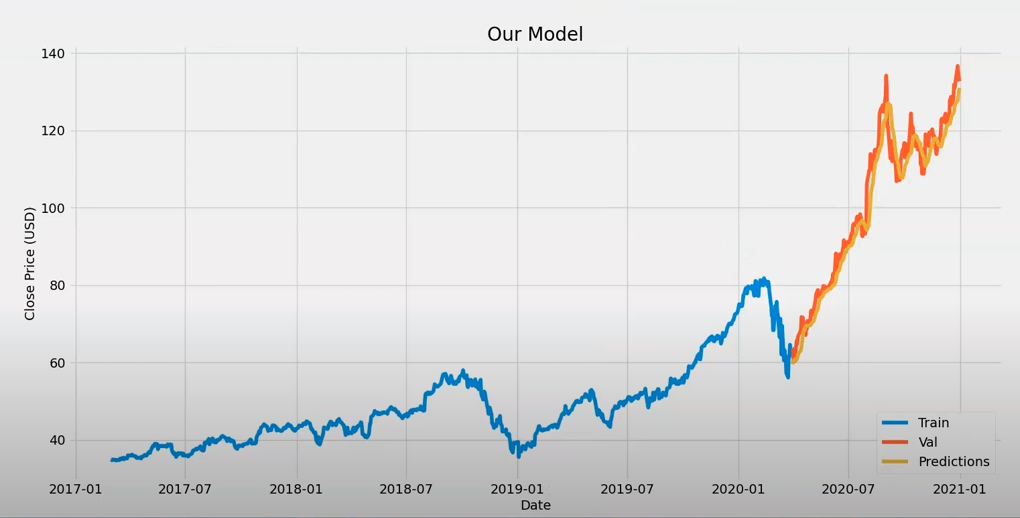 Our Model
140
120
100
80
60
40
Close Price (USD)
2017-01 2017-07 2018-01 2018-07 2019-01 2019-07 2020-01 2020-07 2021-01
Date
Train
Val
Predictions